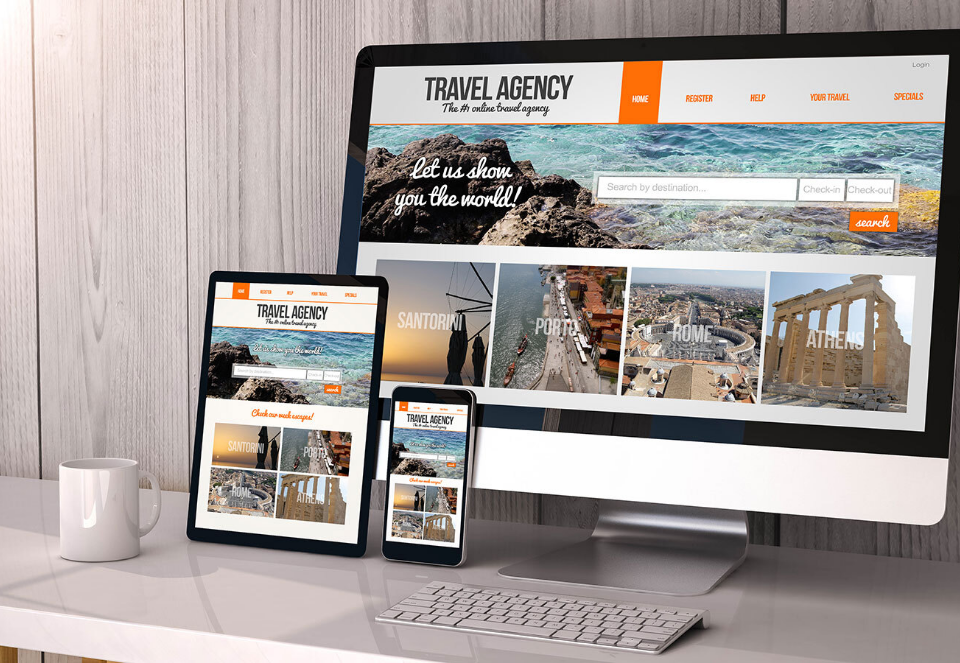 Login
TRAVEL AGENCY
The #1 online travel agency
HOME REGISTER HELP YOUR TRAVEL SPECIALS
Let us show
you the world!
Search by destination... Check-in Check-out
search
SANTORINI PORTO ROME ATHENS
HOME REGISTER HELP YOUR TRAVEL SPECIALS
TRAVEL AGENCY
The #1 online travel agency
Let us show you the world!
search
Check our week escapes!
SANTORINI PORTO
ROME ATHENS
TRAVEL AGENCY
The #1 online travel agency
Check our week escapes!